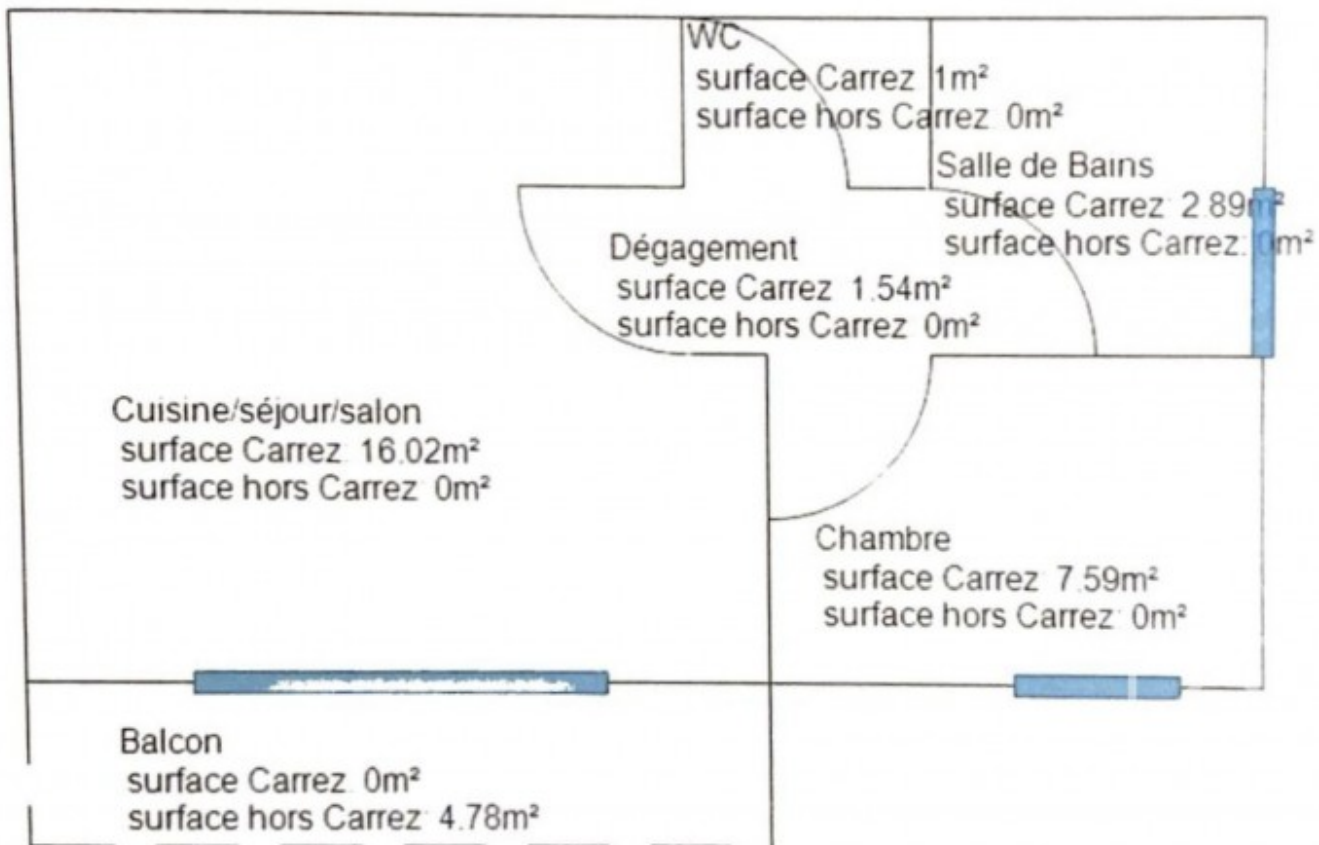 WC
surface Carrez 1m²
surface hors Carrez: 0m²
Salle de Bains
surface Carrez: 2.89m²
surface hors Carrez: 0m²
Dégagement
surface Carrez 1.54m²
surface hors Carrez 0m²
Cuisine/séjour/salon
surface Carrez 16.02m²
surface hors Carrez 0m²
Chambre
surface Carrez 7.59m²
surface hors Carrez: 0m²
Balcon
surface Carrez 0m²
surface hors Carrez 4.78m²